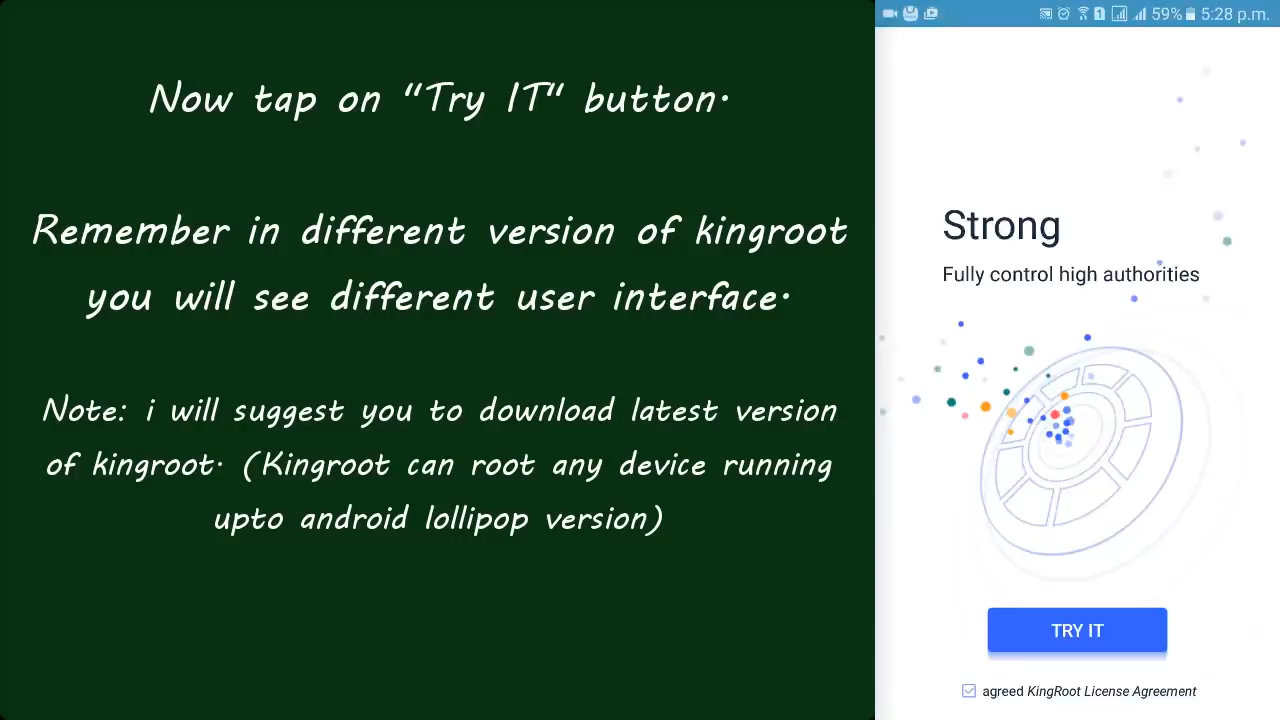 Now tap on "Try IT" button.
Remember in different version of kingroot
you will see different user interface.
Note: i will suggest you to download latest version
of kingroot. (Kingroot can root any device running
upto android lollipop version)
1 59% 5:28 p.m.
Strong
Fully control high authorities
TRY IT
agreed KingRoot License Agreement